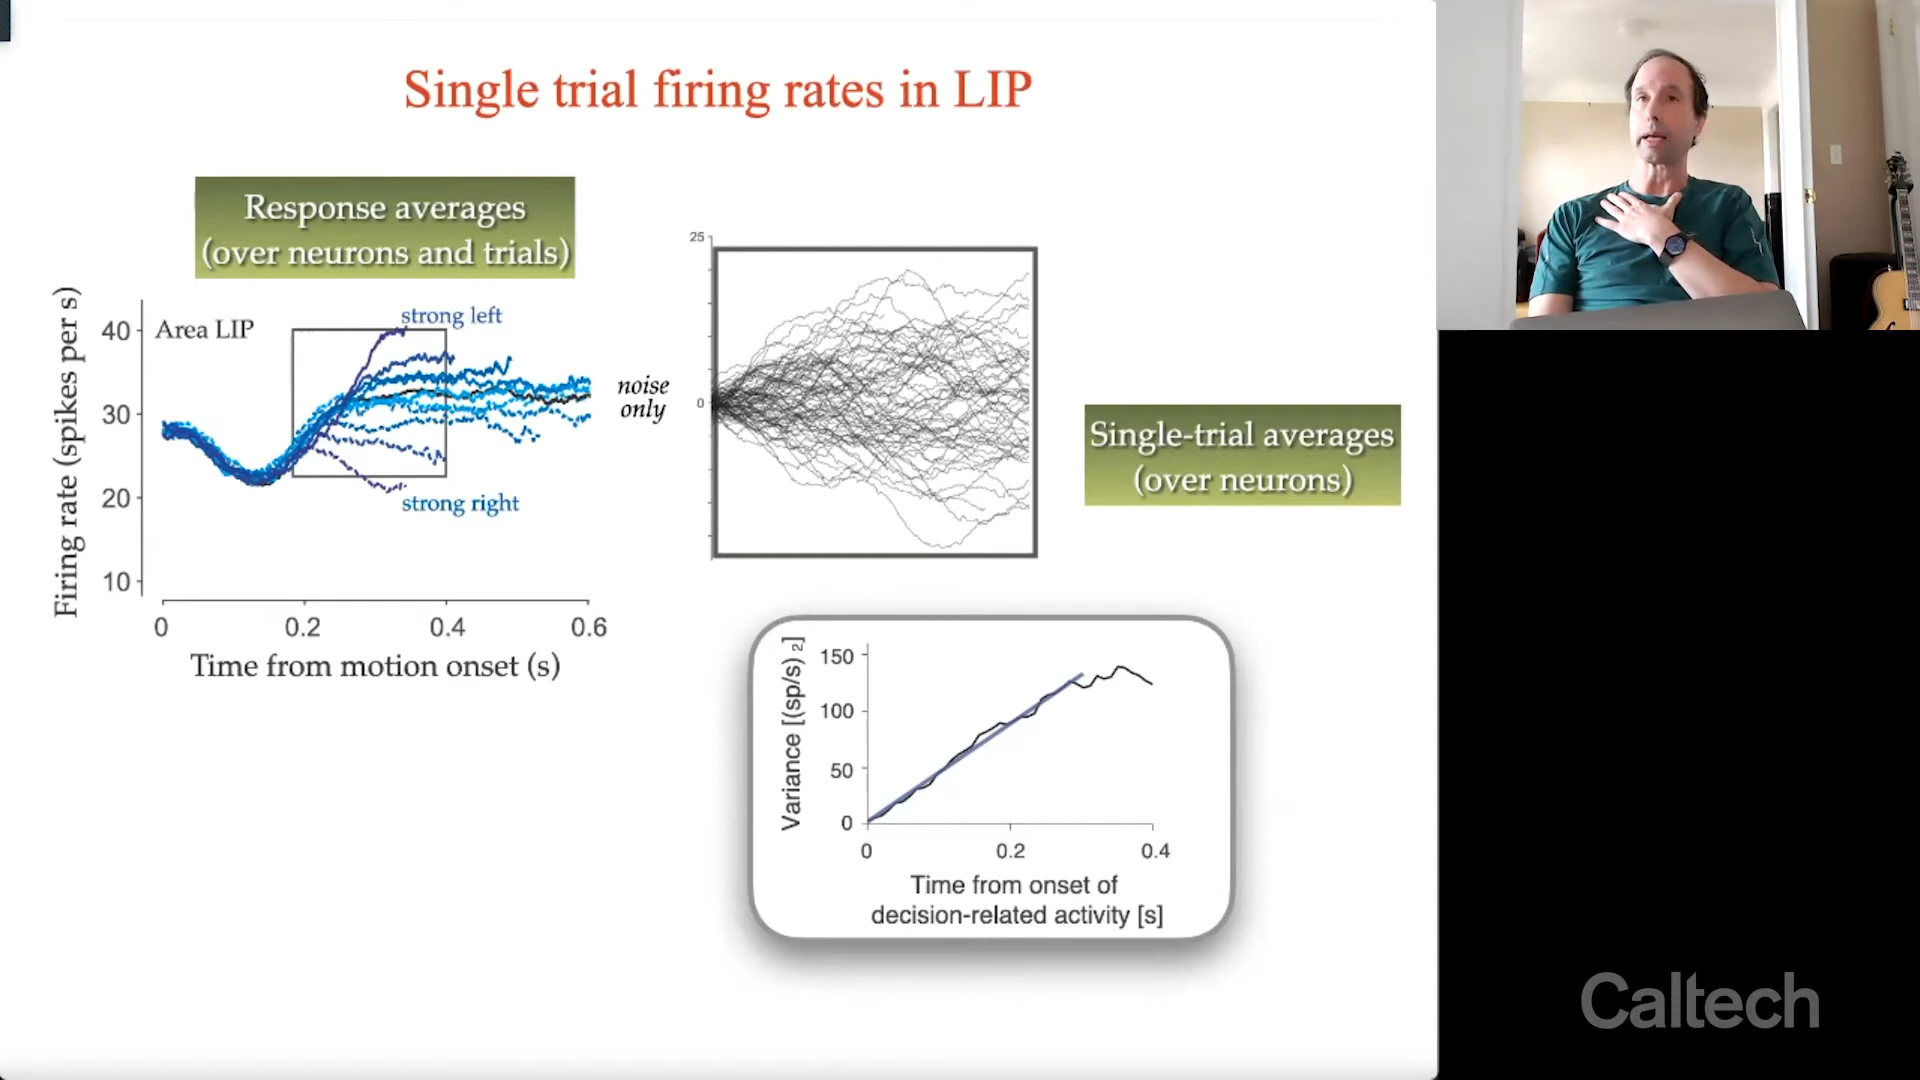 Single trial firing rates in LIP
Response averages
(over neurons and trials)
Firing rate (spikes per s)
40
30
20
10
Area LIP
strong left
strong right
0
0.2
0.4
0.6
Time from motion onset (s)
noise
only
25
0
Single-trial averages
(over neurons)
Variance [(sp/s) 2]
150
100
50
0
0
0.2
0.4
Time from onset of
decision-related activity [s]
Caltech